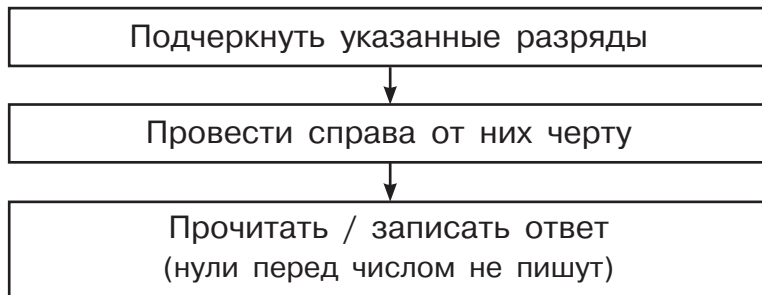 Подчеркнуть указанные разряды
Провести справа от них черту
Прочитать / записать ответ
(нули перед числом не пишут)